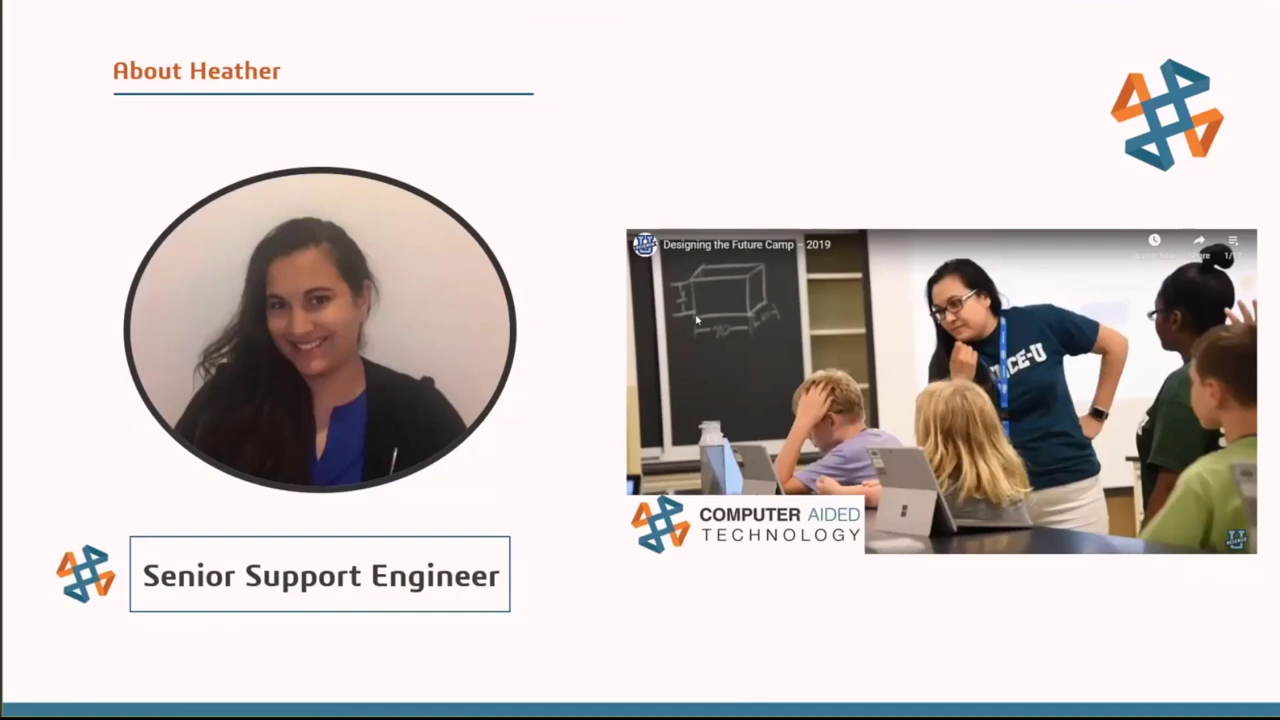 About Heather
Designing the Future Camp – 2019
COMPUTER AIDED
TECHNOLOGY
Senior Support Engineer